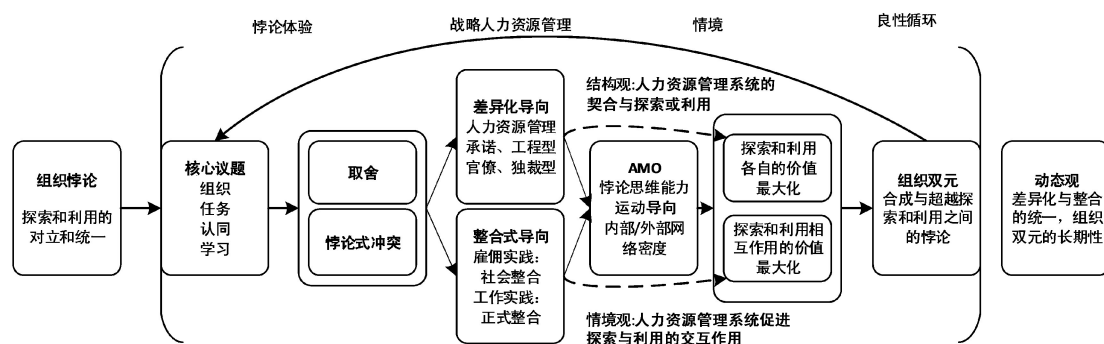 悖论体验
战略人力资源管理
情境
良性循环
组织悖论
探索和利用的
对立和统一
核心议题
组织
任务
认同
学习
取舍
悖论式冲突
差异化导向
人力资源管理
承诺、工程型
官僚、独裁型
整合式导向
雇佣实践：
社会整合
工作实践：
正式整合
结构观:人力资源管理系统的
契合与探索或利用
AMO
悖论思维能力
运动导向
内部/外部网
络密度
情境观:人力资源管理系统促进
探索与利用的交互作用
探索和利用
各自的价值
最大化
探索和利用相
互作用的价值
最大化
组织双元
合成与超越探
索和利用之间
的悖论
动态观
差异化与整合
的统一，组织
双元的长期性